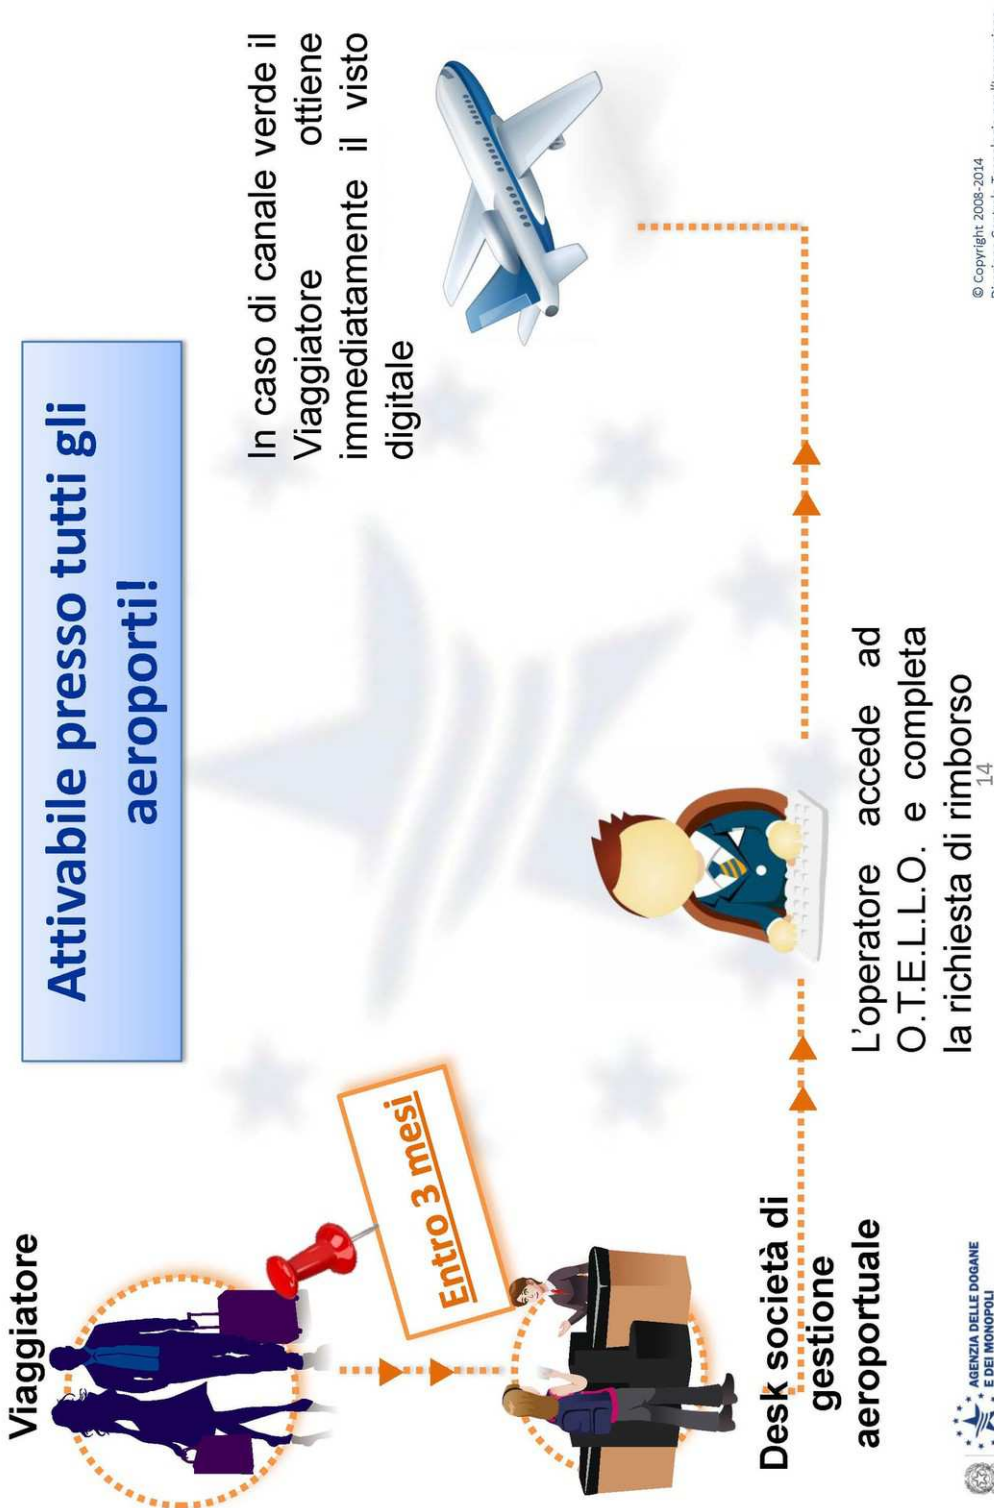 Attivabile presso tutti gli
aeroporti!
Viaggiatore
Entro 3 mesi
In caso di canale verde il
Viaggiatore ottiene
immediatamente il visto
digitale
Desk società di
gestione
aeroportuale
L'operatore accede ad
O.T.E.L.L.O. e completa
la richiesta di rimborso
14
AGENZIA DELLE DOGANE
E DEI MONOPOLI
© Copyright 2008-2014